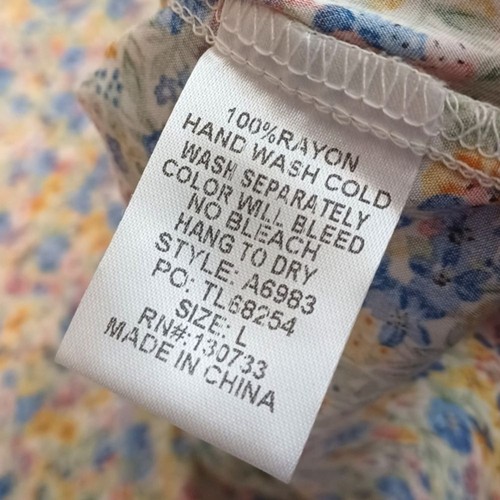 100%RAYON
HAND WASH COLD
WASH SEPARATELY
COLOR WILL BLEED
NO BLEACH
HANG TO DRY
STYLE: A6983
PO: TL68254
SIZE: L
RN#:130733
MADE IN CHINA